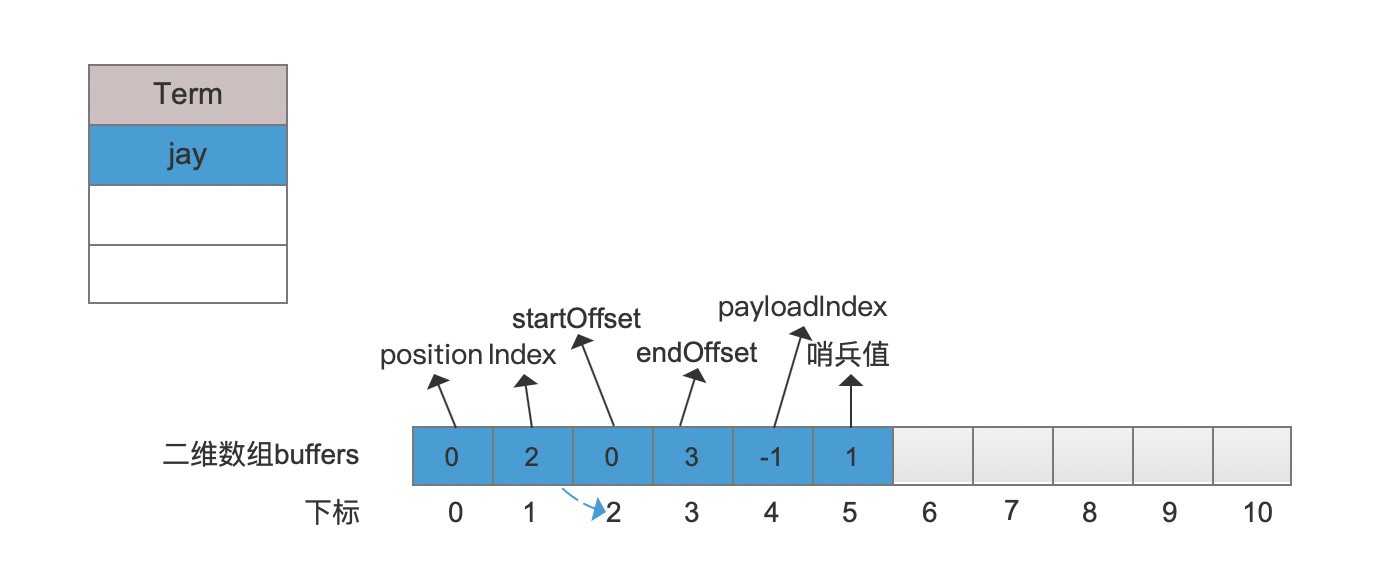 Term
jay
payloadIndex
startOffset
position Index
endOffset
哨兵值
二维数组buffers
0 2 0 3 -1 1
下标
0 1 2 3 4 5 6 7 8 9 10